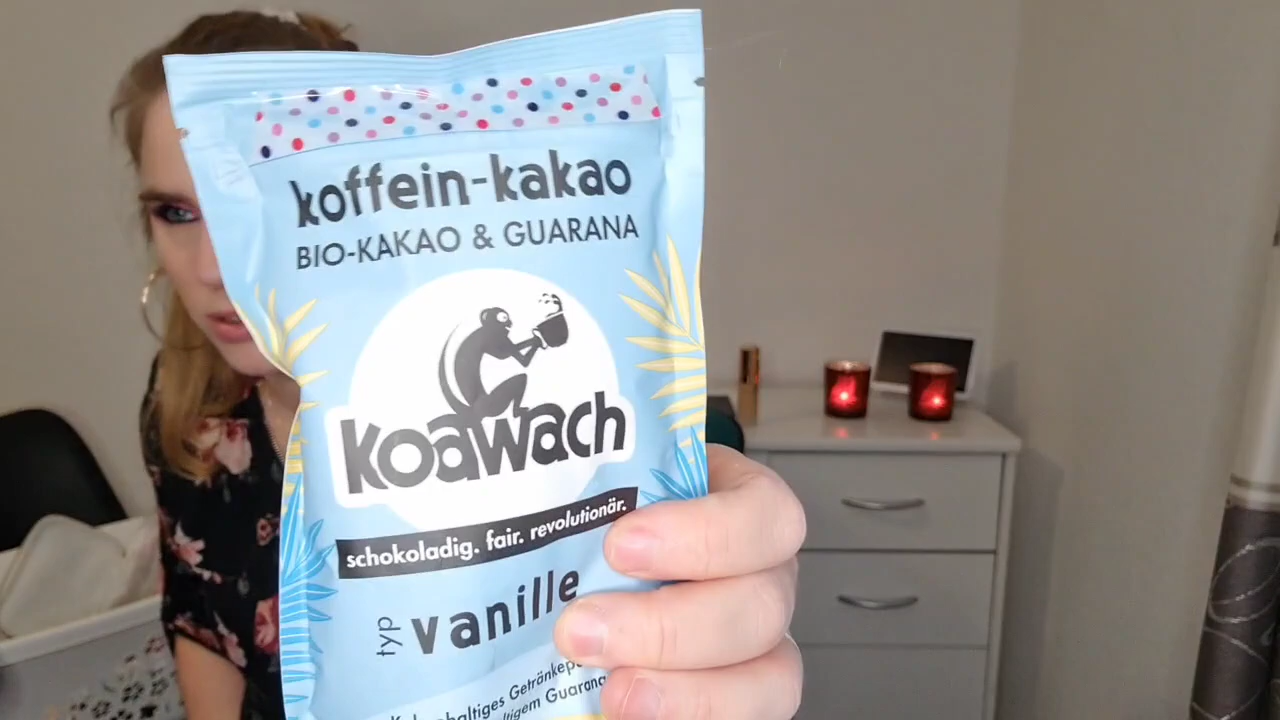 koffein-kakao
BIO-KAKAO & GUARANA
koawach
schokoladig. fair. revolutionär.
typ vanille